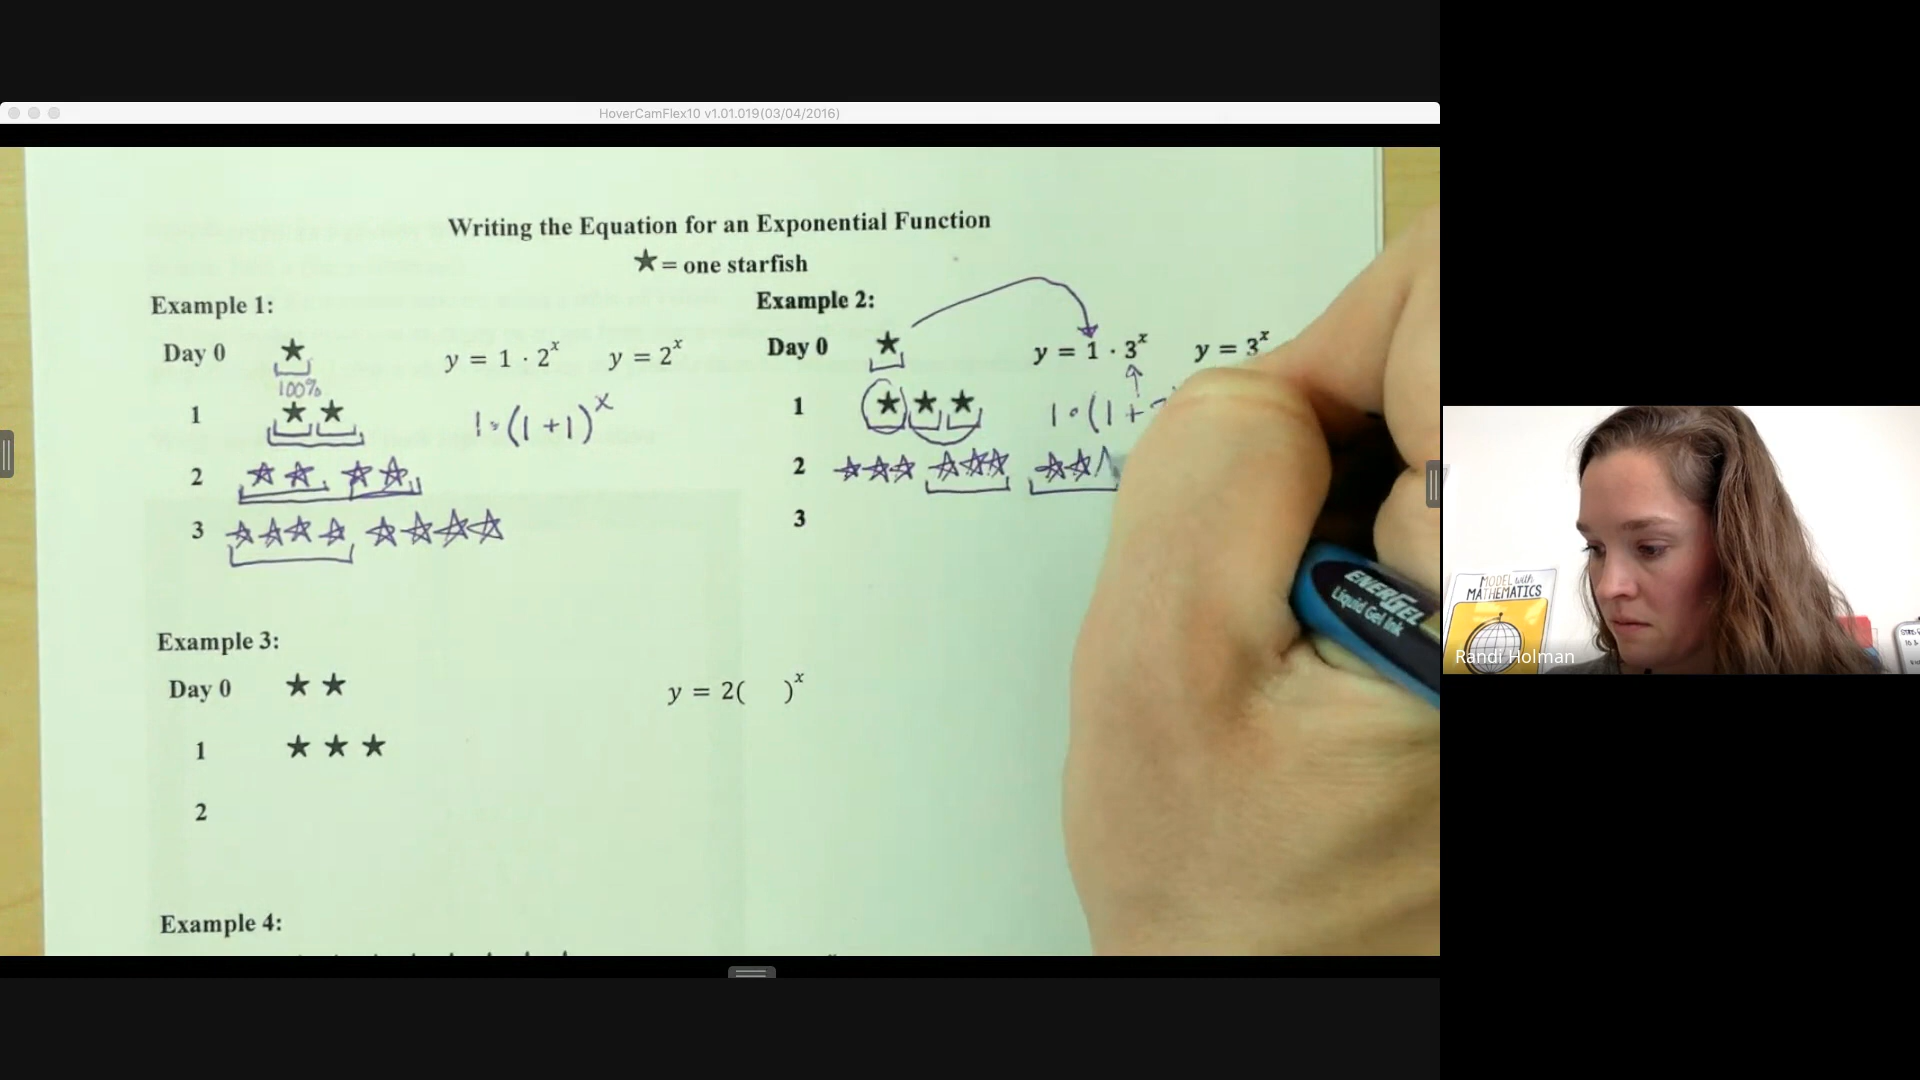 HoverCamFlex10 v1.01.019(03/04/2016)
Writing the Equation for an Exponential Function
★ = one starfish
Example 1:
Day 0 ★ y = 1 · 2^x y = 2^x
100%
1 ★ ★ 1·(1+1)^x
2 ☆ ☆ ☆ ☆
3 ☆ ☆ ☆ ☆ ☆ ☆ ☆ ☆
Example 2:
Day 0 ★ y = 1 · 3^x y = 3^x
1 ★ ★ ★ 1·(1+
2 ☆☆☆ ☆☆☆ ☆☆
3
Example 3:
Day 0 ★ ★ y = 2( )^x
1 ★ ★ ★
2
Example 4:
ENERGEL
Liquid Gel Ink
MODEL with
MATHEMATICS
Randi Holman